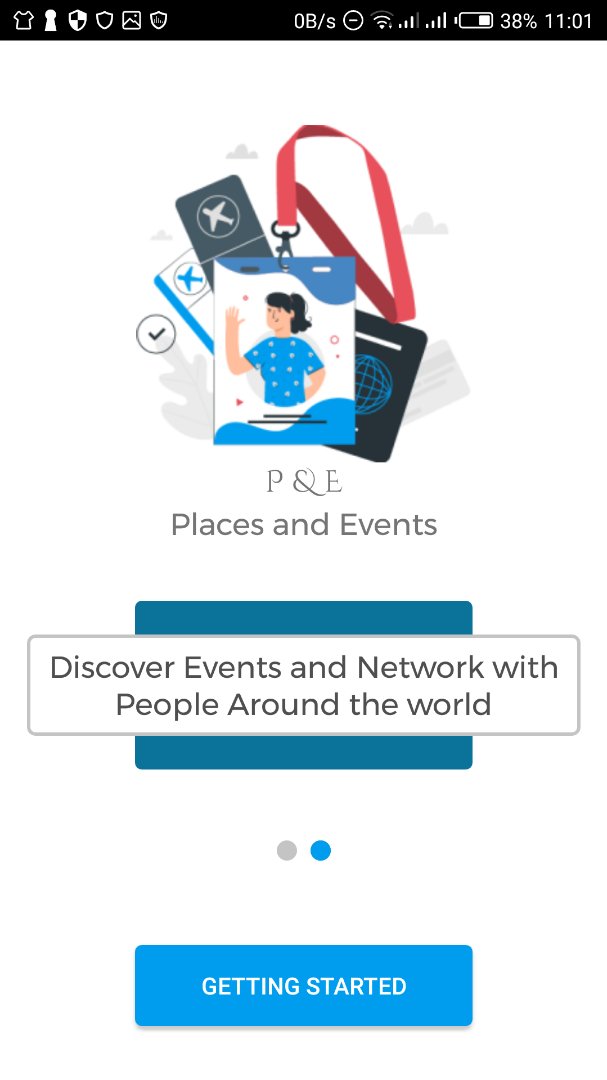 0B/s 38% 11:01
P & E
Places and Events
Discover Events and Network with
People Around the world
GETTING STARTED